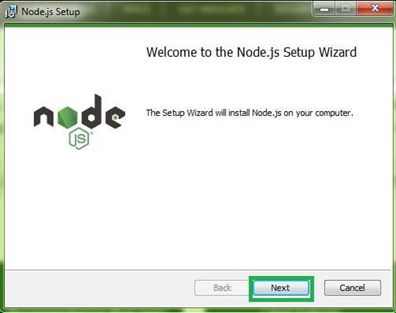 Node.js Setup
Welcome to the Node.js Setup Wizard
The Setup Wizard will install Node.js on your computer.
node
JS
Back
Next
Cancel